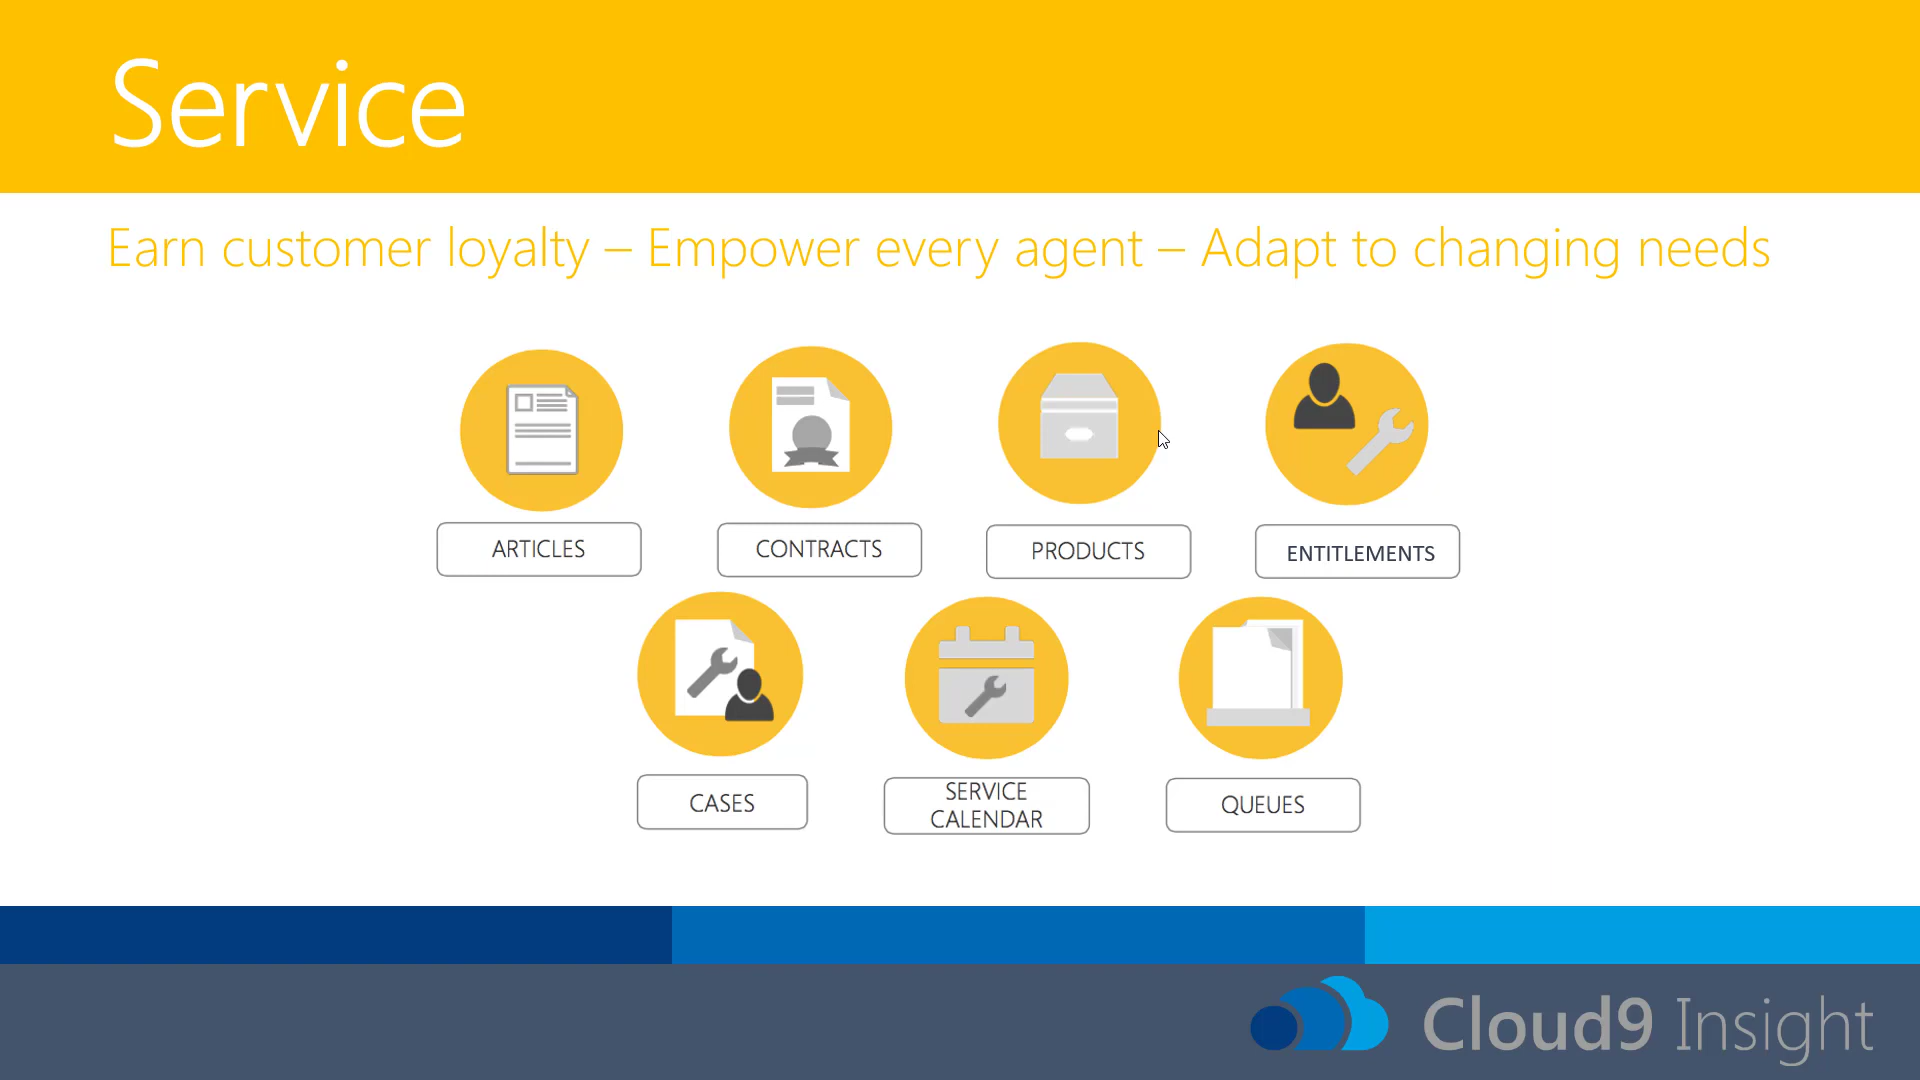 Service
Earn customer loyalty – Empower every agent – Adapt to changing needs
ARTICLES
CONTRACTS
PRODUCTS
ENTITLEMENTS
CASES
SERVICE
CALENDAR
QUEUES
Cloud9 Insight